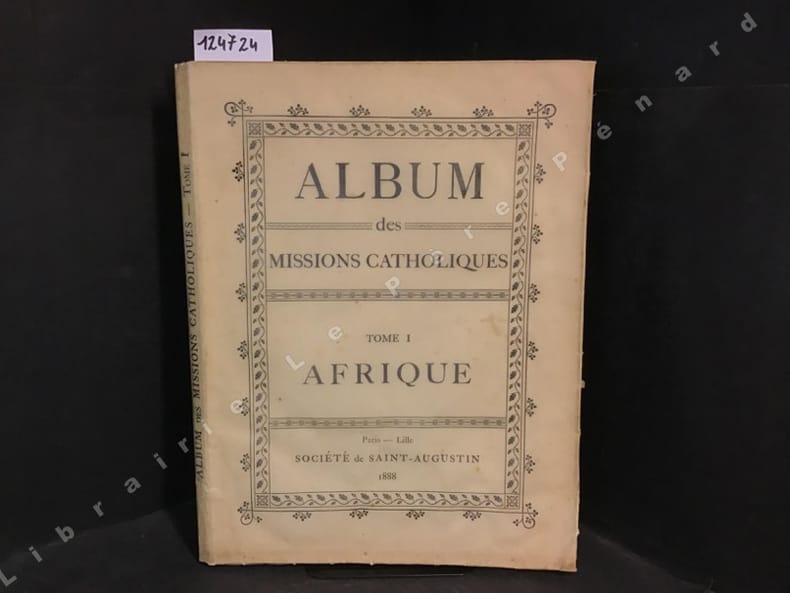 124724
ALBUM
des
MISSIONS CATHOLIQUES
TOME I
AFRIQUE
Paris — Lille
SOCIÉTÉ de SAINT-AUGUSTIN
1888
ALBUM DES MISSIONS CATHOLIQUES — TOME I
Librairie Le Père Pénard